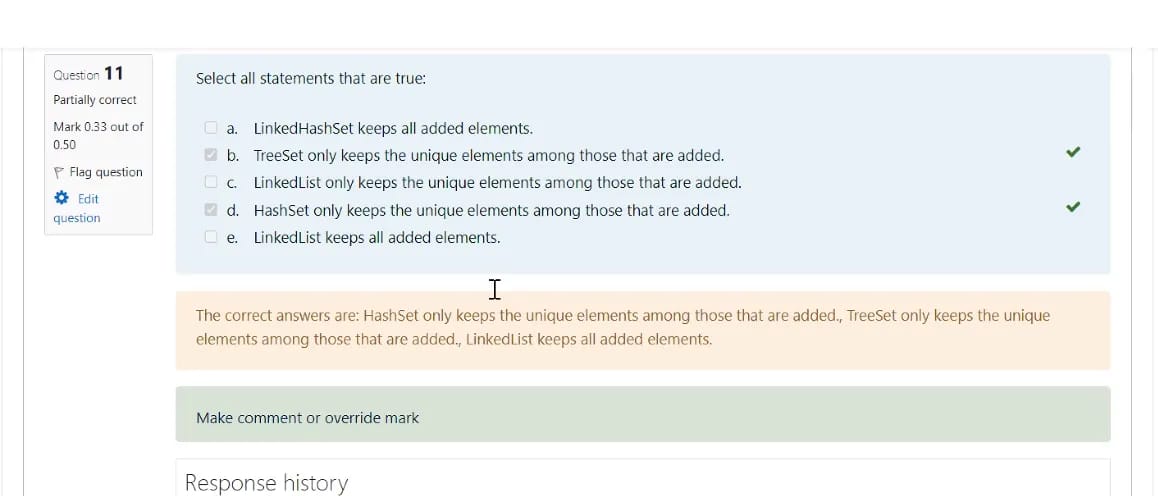 Question 11
Partially correct
Mark 0.33 out of
0.50
Flag question
Edit
question
Select all statements that are true:
a. LinkedHashSet keeps all added elements.
b. TreeSet only keeps the unique elements among those that are added.
c. LinkedList only keeps the unique elements among those that are added.
d. HashSet only keeps the unique elements among those that are added.
e. LinkedList keeps all added elements.
The correct answers are: HashSet only keeps the unique elements among those that are added., TreeSet only keeps the unique
elements among those that are added., LinkedList keeps all added elements.
Make comment or override mark
Response history